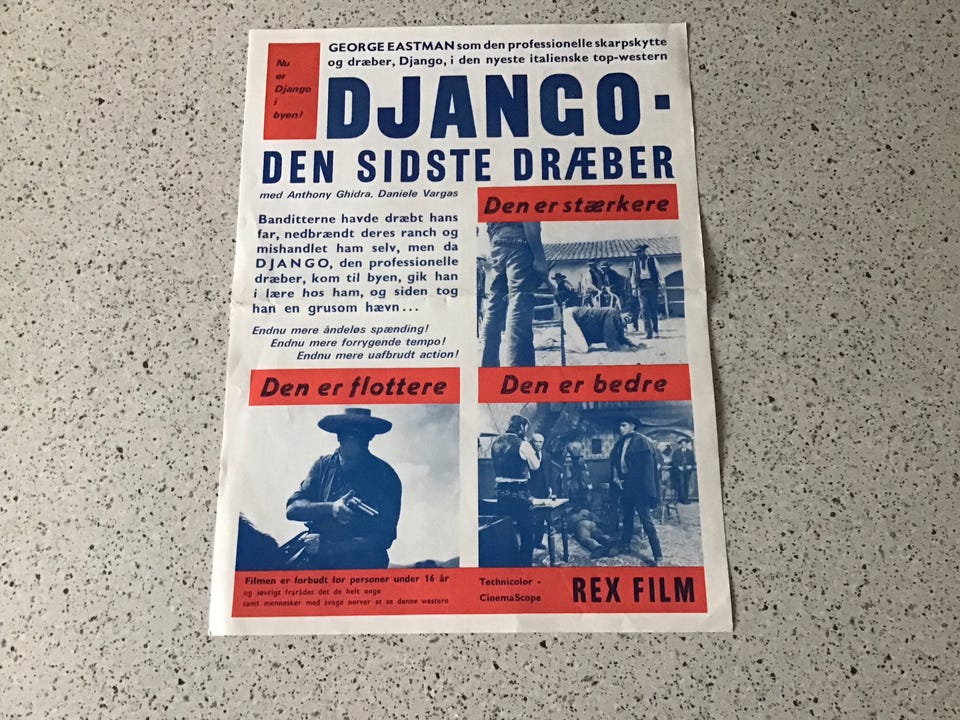 Nu
er
Django
i
byen!
GEORGE EASTMAN som den professionelle skarpskytte
og dræber, Django, i den nyeste italienske top-western
DJANGO-
DEN SIDSTE DRÆBER
med Anthony Ghidra, Daniele Vargas
Banditterne havde dræbt hans
far, nedbrændt deres ranch og
mishandlet ham selv, men da
DJANGO, den professionelle
dræber, kom til byen, gik han
i lære hos ham, og siden tog
han en grusom hævn...
Endnu mere åndeløs spænding!
Endnu mere forrygende tempo!
Endnu mere uafbrudt action!
Den er stærkere
Den er flottere
Den er bedre
Filmen er forbudt for personer under 16 år
og iøvrigt frarådes det de helt unge
samt mennesker med svage nerver at se denne western
Technicolor -
CinemaScope
REX FILM